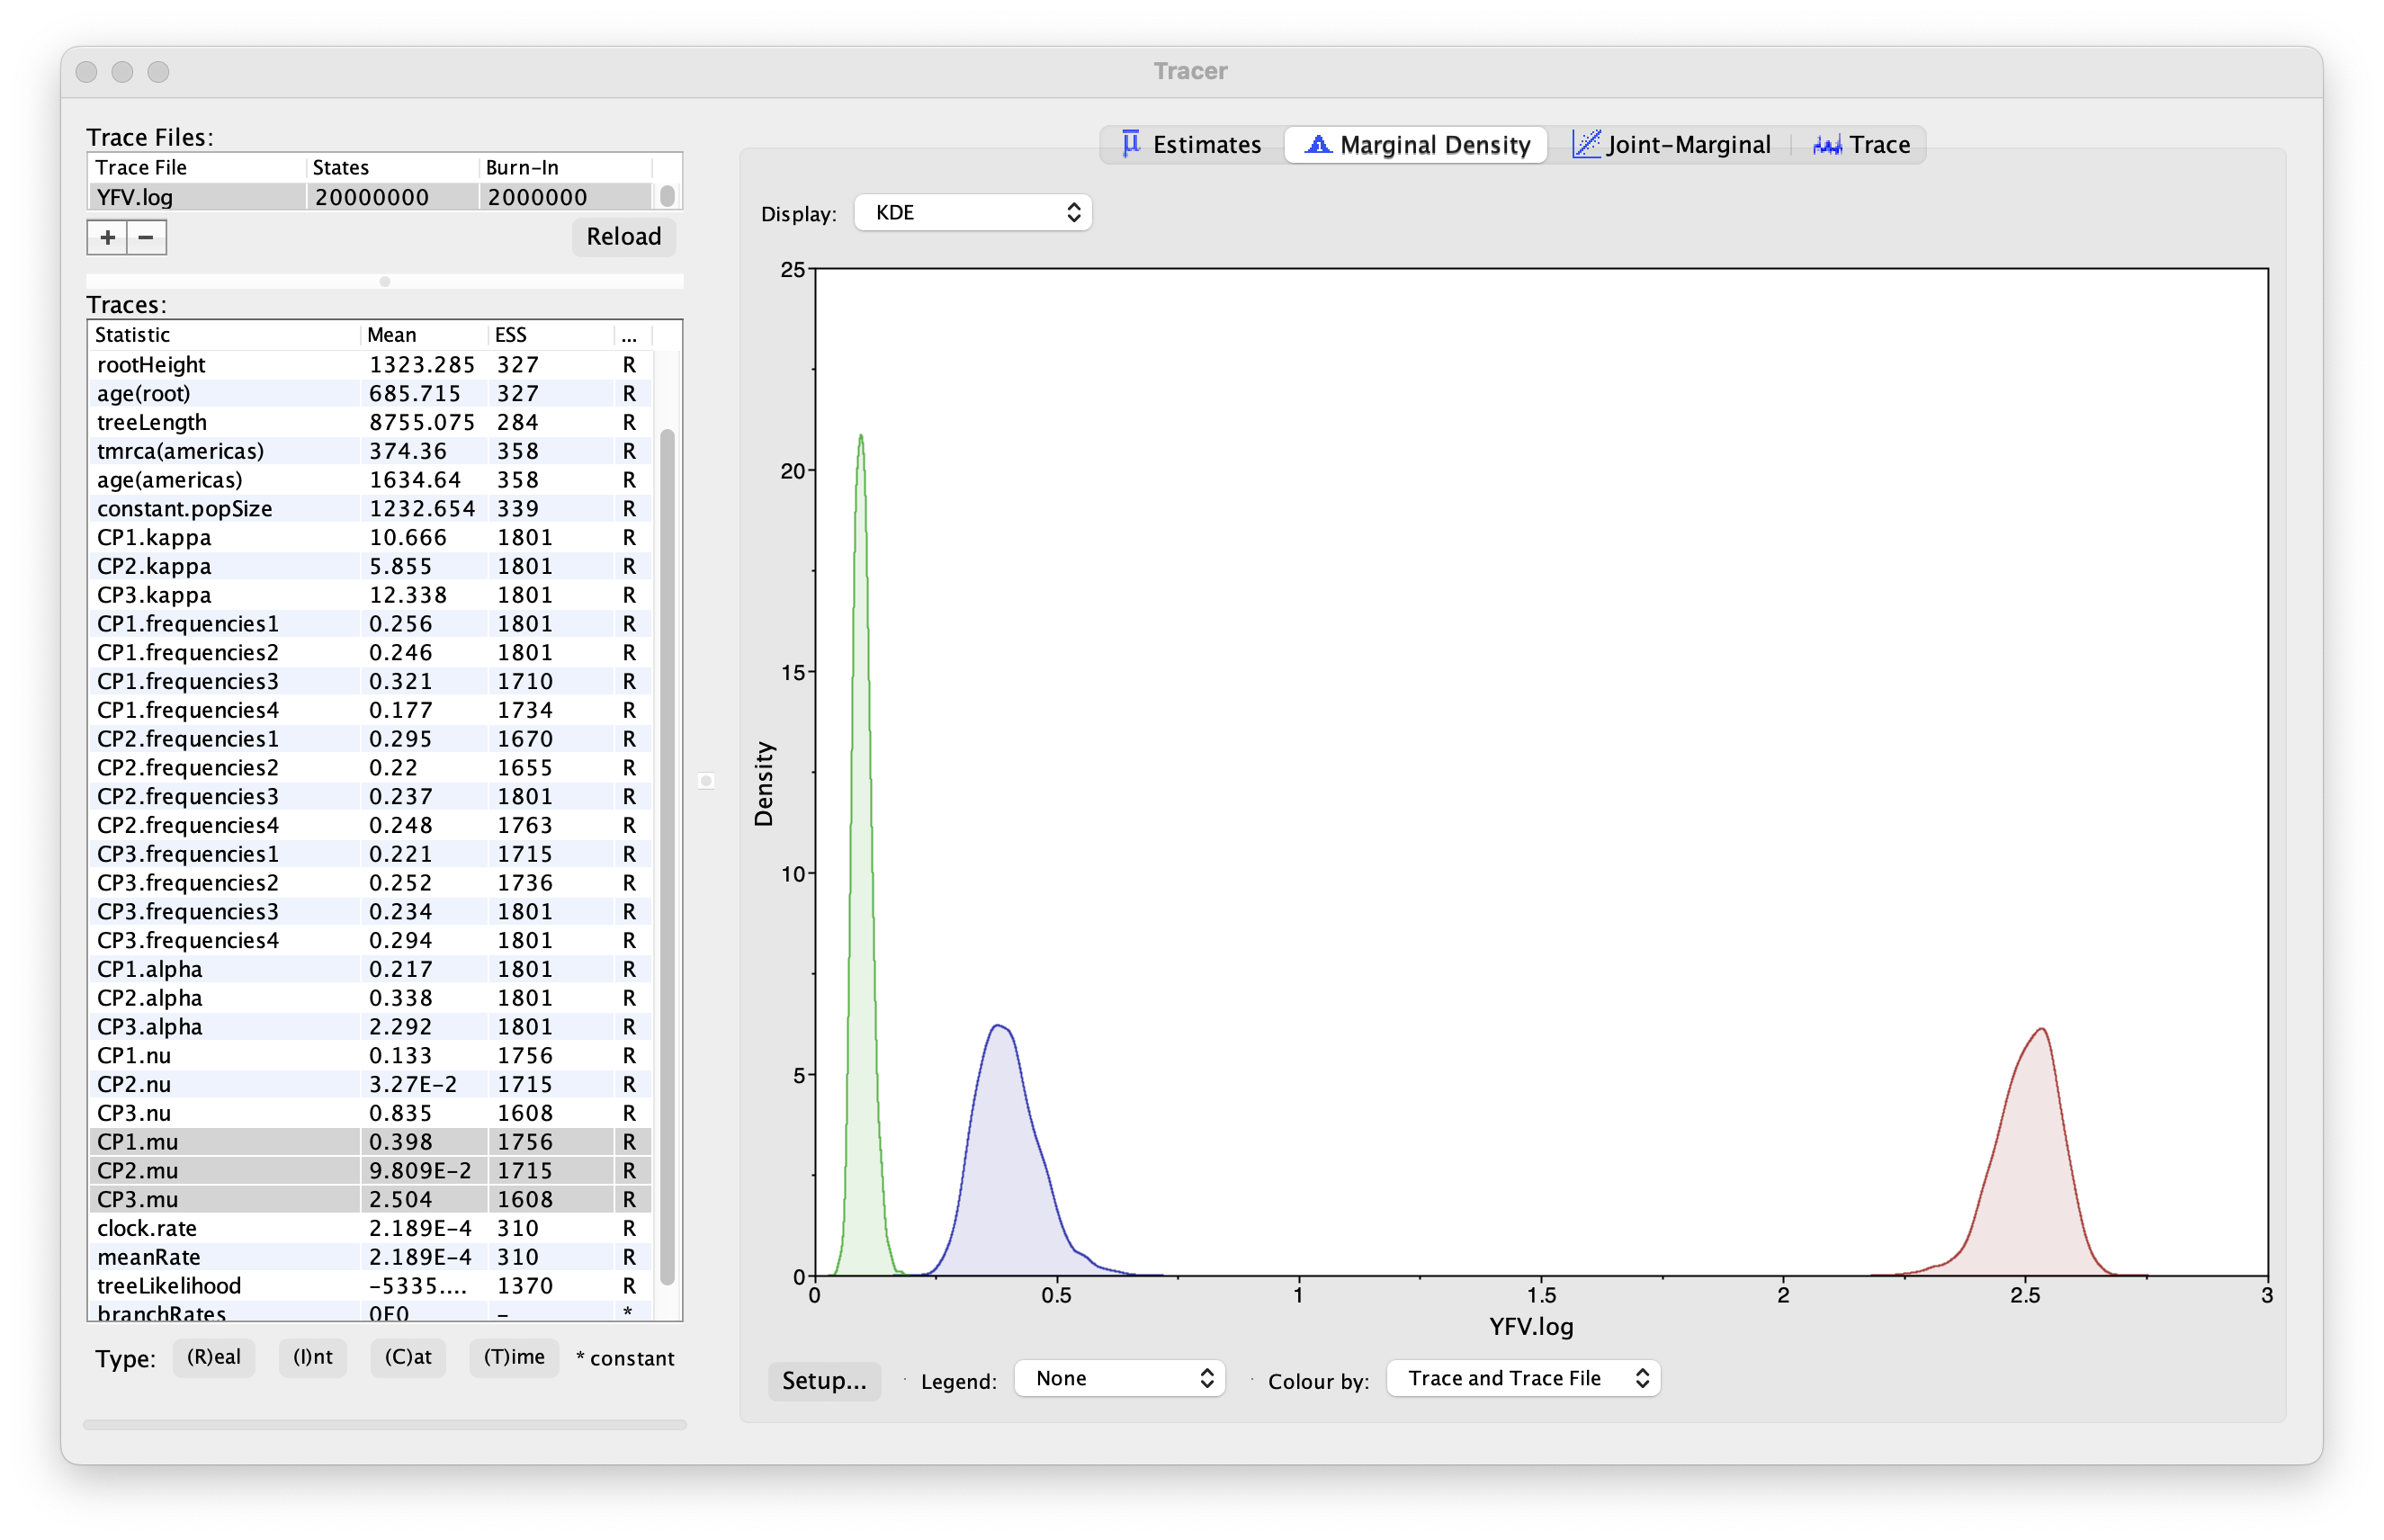 Tracer
Trace Files:
Trace File States Burn-In
YFV.log 20000000 2000000
+ −
Reload
Traces:
Statistic Mean ESS ...
rootHeight 1323.285 327 R
age(root) 685.715 327 R
treeLength 8755.075 284 R
tmrca(americas) 374.36 358 R
age(americas) 1634.64 358 R
constant.popSize 1232.654 339 R
CP1.kappa 10.666 1801 R
CP2.kappa 5.855 1801 R
CP3.kappa 12.338 1801 R
CP1.frequencies1 0.256 1801 R
CP1.frequencies2 0.246 1801 R
CP1.frequencies3 0.321 1710 R
CP1.frequencies4 0.177 1734 R
CP2.frequencies1 0.295 1670 R
CP2.frequencies2 0.22 1655 R
CP2.frequencies3 0.237 1801 R
CP2.frequencies4 0.248 1763 R
CP3.frequencies1 0.221 1715 R
CP3.frequencies2 0.252 1736 R
CP3.frequencies3 0.234 1801 R
CP3.frequencies4 0.294 1801 R
CP1.alpha 0.217 1801 R
CP2.alpha 0.338 1801 R
CP3.alpha 2.292 1801 R
CP1.nu 0.133 1756 R
CP2.nu 3.27E-2 1715 R
CP3.nu 0.835 1608 R
CP1.mu 0.398 1756 R
CP2.mu 9.809E-2 1715 R
CP3.mu 2.504 1608 R
clock.rate 2.189E-4 310 R
meanRate 2.189E-4 310 R
treeLikelihood -5335.... 1370 R
branchRates 0E0 - *
Type: (R)eal (I)nt (C)at (T)ime * constant
Estimates Marginal Density Joint-Marginal Trace
Display: KDE
25
20
15
10
5
0
Density
0 0.5 1 1.5 2 2.5 3
YFV.log
Setup... Legend: None Colour by: Trace and Trace File